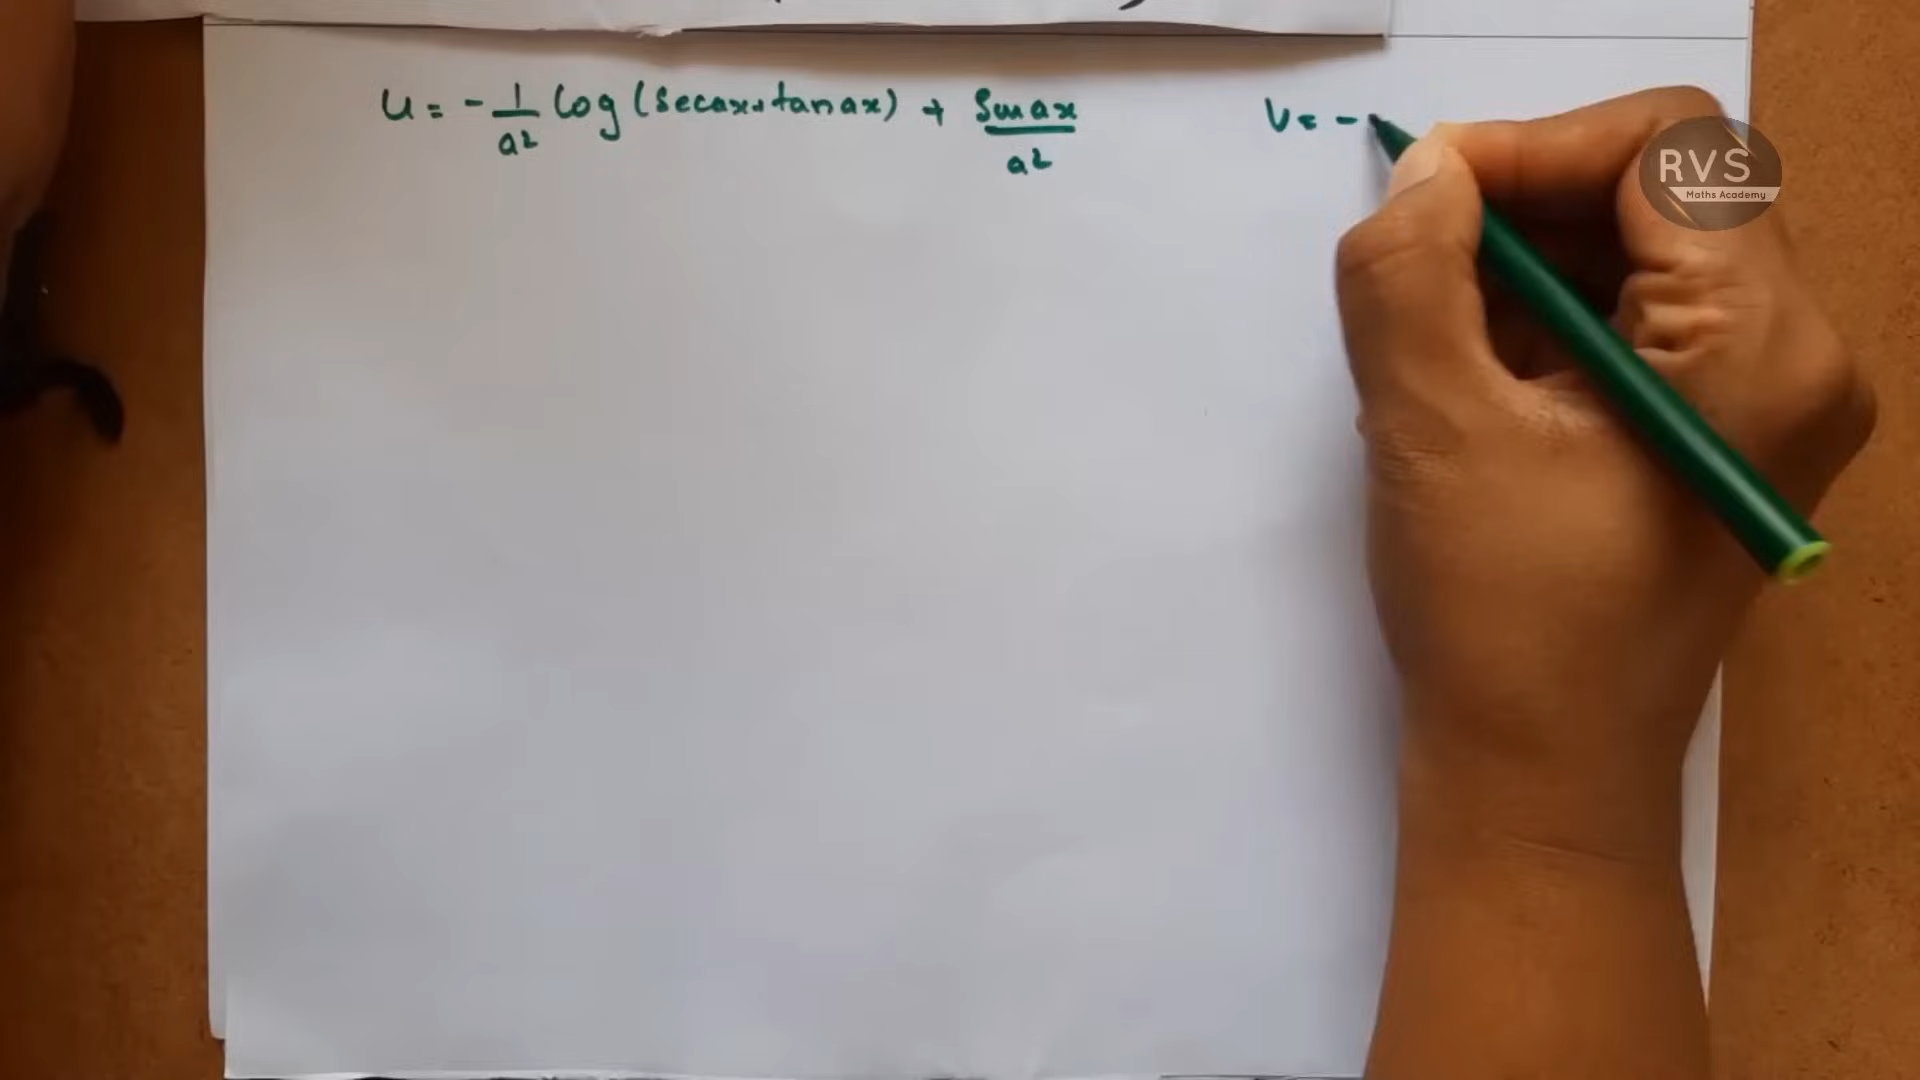 u = - 1/a² log (secax+tanax) + Sinax/a²
V = -
RVS
Maths Academy